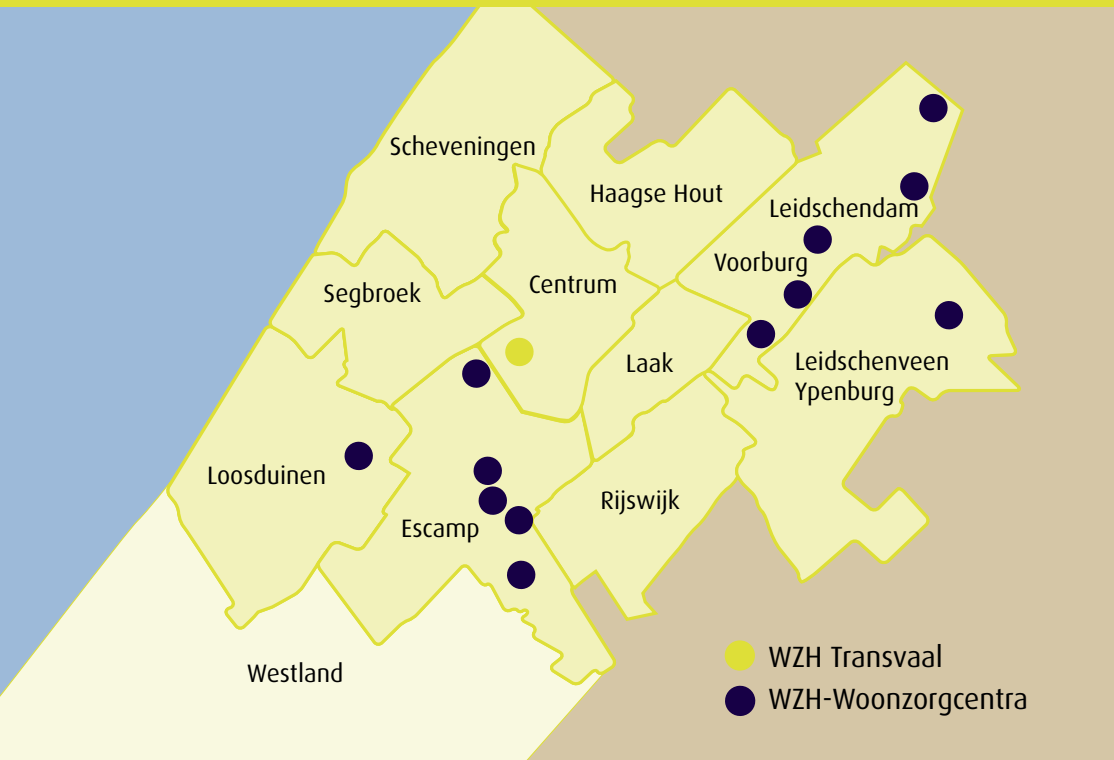 Scheveningen
Haagse Hout
Leidschendam
Voorburg
Centrum
Segbroek
Laak
Leidschenveen
Ypenburg
Loosduinen
Rijswijk
Escamp
Westland
WZH Transvaal
WZH-Woonzorgcentra